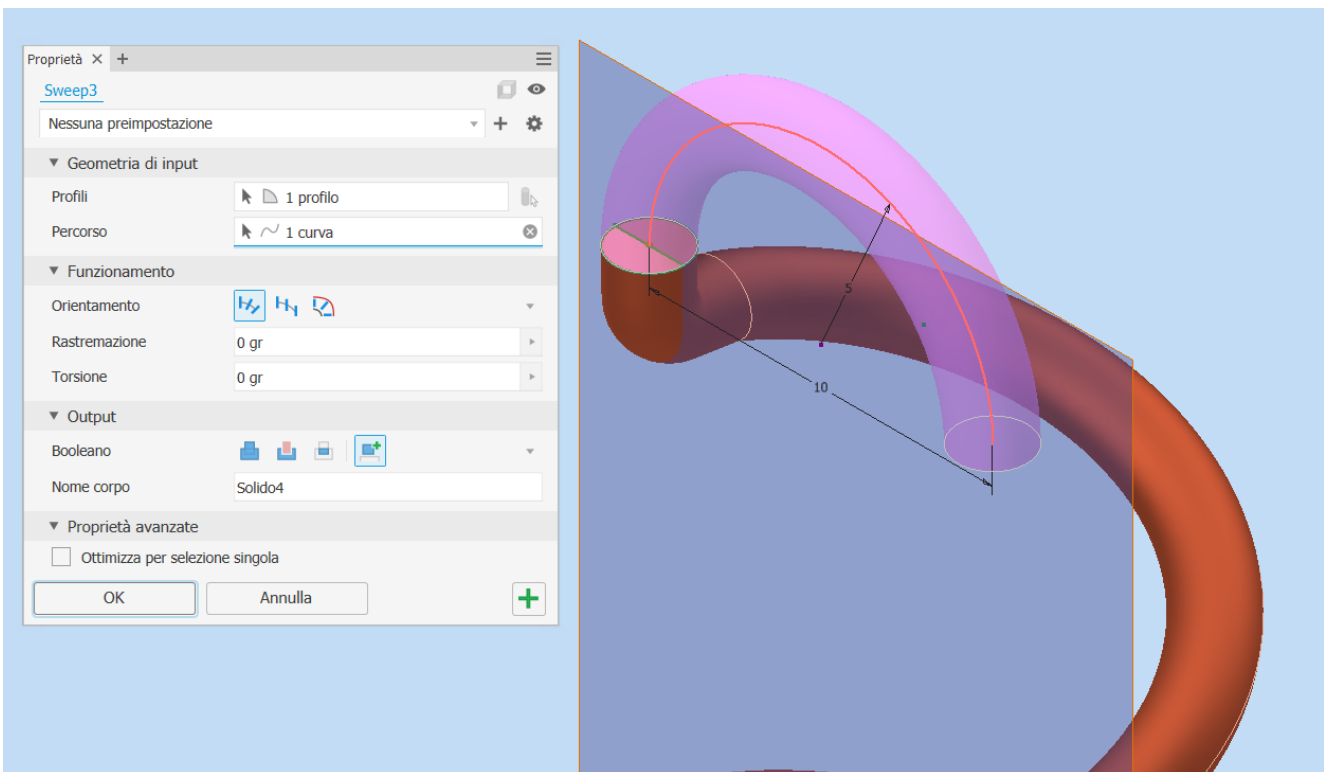 Proprietà
Sweep3
Nessuna preimpostazione
Geometria di input
Profili 1 profilo
Percorso 1 curva
Funzionamento
Orientamento
Rastremazione 0 gr
Torsione 0 gr
Output
Booleano
Nome corpo Solido4
Proprietà avanzate
Ottimizza per selezione singola
OK Annulla
5
10